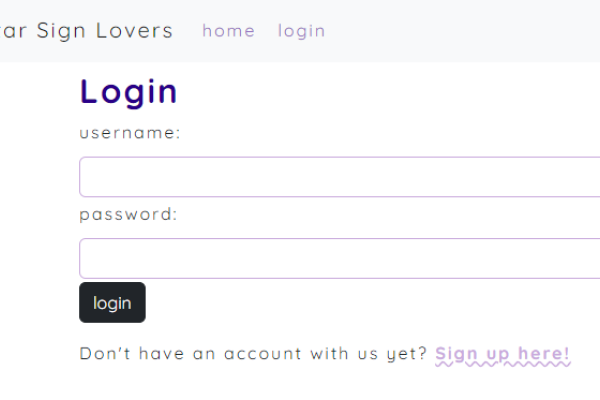 ar Sign Lovers home login
Login
username:
password:
login
Don't have an account with us yet? Sign up here!